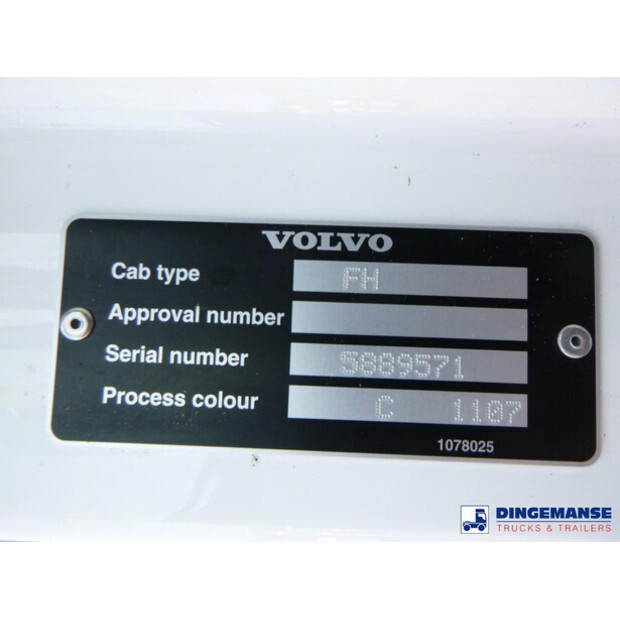 VOLVO
Cab type FH
Approval number
Serial number 5889571
Process colour C 1107
1078025
DINGEMANSE
TRUCKS & TRAILERS